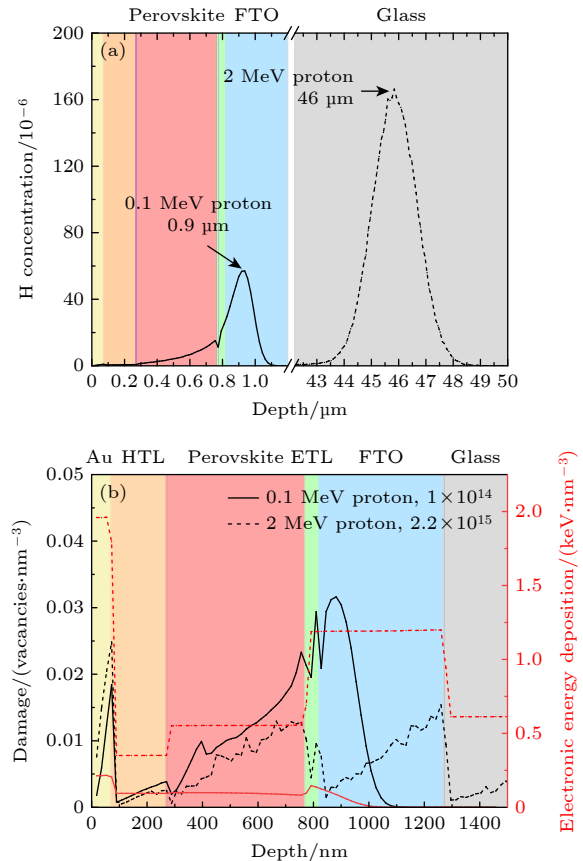 Perovskite FTO Glass
(a)
200
160
120
80
40
0
H concentration/10⁻⁶
2 MeV proton
46 µm
0.1 MeV proton
0.9 µm
0 0.2 0.4 0.6 0.8 1.0 43 44 45 46 47 48 49 50
Depth/µm
Au HTL Perovskite ETL FTO Glass
(b)
0.1 MeV proton, 1×10¹⁴
2 MeV proton, 2.2×10¹⁵
0.05
0.04
0.03
0.02
0.01
0
Damage/(vacancies·nm⁻³)
2.0
1.5
1.0
0.5
0
Electronic energy deposition/(keV·nm⁻³)
0 200 400 600 800 1000 1200 1400
Depth/nm